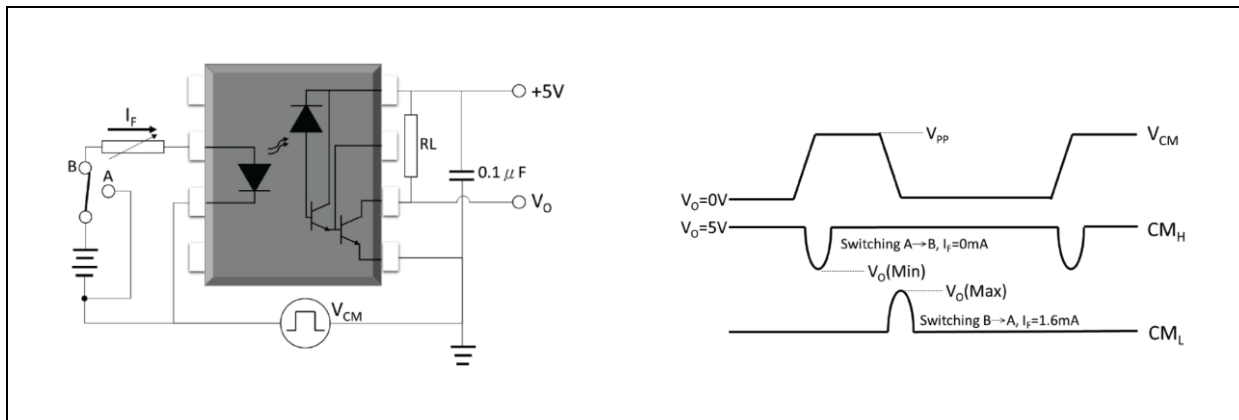 I_F
B
A
+5V
RL
0.1 μF
V_O
V_CM
V_PP
V_CM
V_O=0V
V_O=5V
CM_H
Switching A→B, I_F=0mA
V_O(Min)
V_O(Max)
Switching B→A, I_F=1.6mA
CM_L